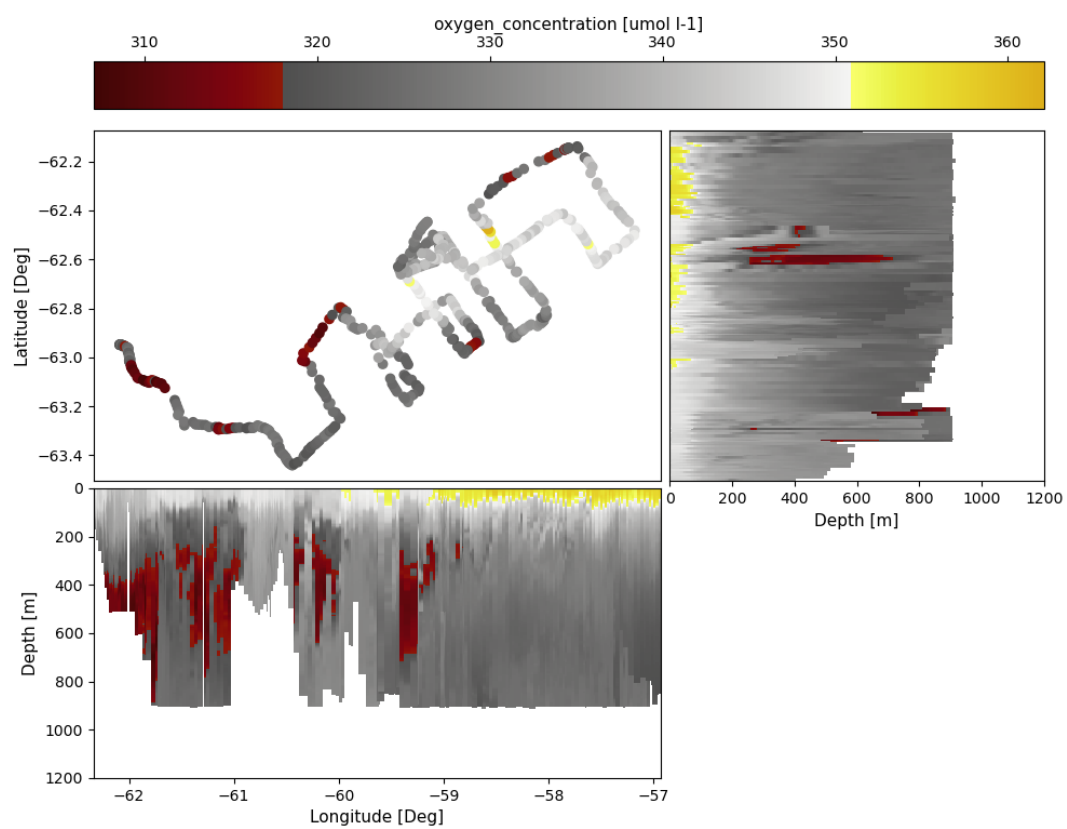 oxygen_concentration [umol l-1]
310 320 330 340 350 360
Latitude [Deg]
−62.2
−62.4
−62.6
−62.8
−63.0
−63.2
−63.4
0 200 400 600 800 1000 1200
Depth [m]
Depth [m]
0
200
400
600
800
1000
1200
−62 −61 −60 −59 −58 −57
Longitude [Deg]